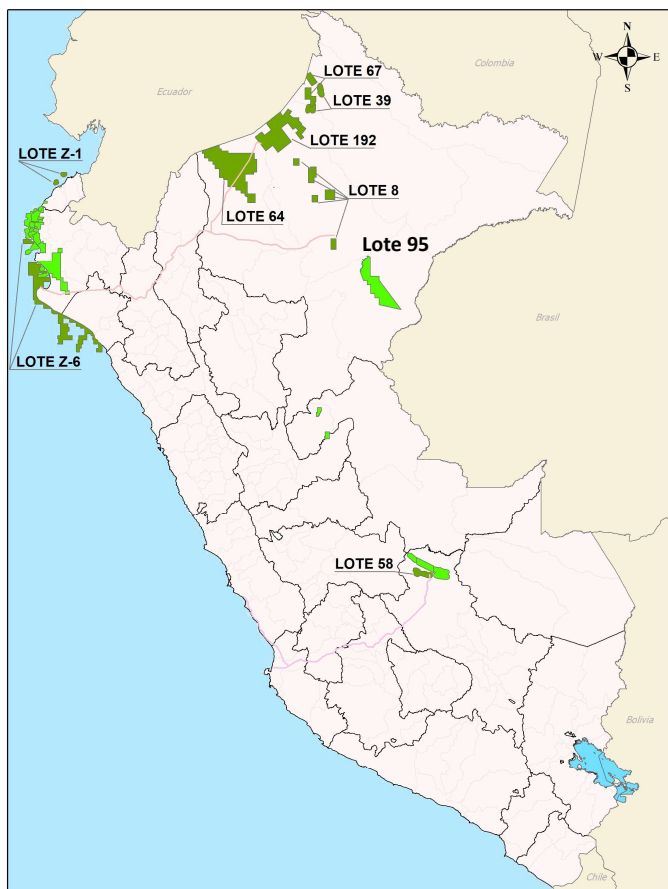 N
W
E
S
Colombia
Ecuador
LOTE 67
LOTE 39
LOTE 192
LOTE Z-1
LOTE 8
LOTE 64
Lote 95
Brasil
LOTE Z-6
LOTE 58
Bolivia
Chile